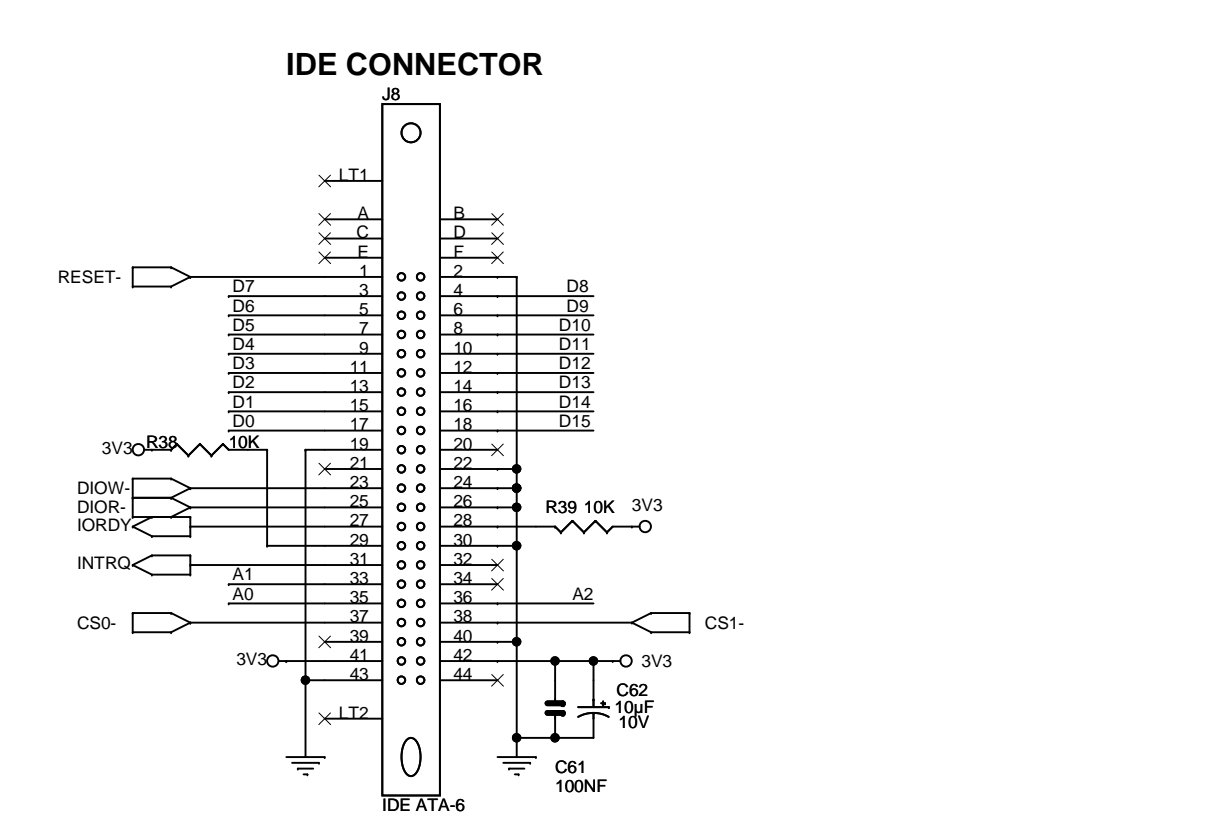 IDE CONNECTOR
J8
LT1
A B
C D
E F
RESET- 1 2
D7 3 4 D8
D6 5 6 D9
D5 7 8 D10
D4 9 10 D11
D3 11 12 D12
D2 13 14 D13
D1 15 16 D14
D0 17 18 D15
3V3 R38 10K 19 20
21 22
DIOW- 23 24
DIOR- 25 26 R39 10K 3V3
IORDY 27 28
29 30
INTRQ 31 32
A1 33 34
A0 35 36 A2
CS0- 37 38 CS1-
39 40
3V3 41 42 3V3
43 44
C62
+
10µF
10V
LT2
C61
100NF
IDE ATA-6